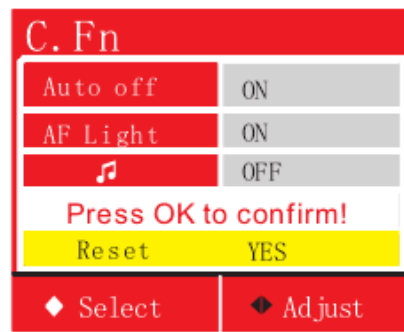 C.Fn
Auto off ON
AF Light ON
♫ OFF
Press OK to confirm!
Reset YES
Select Adjust